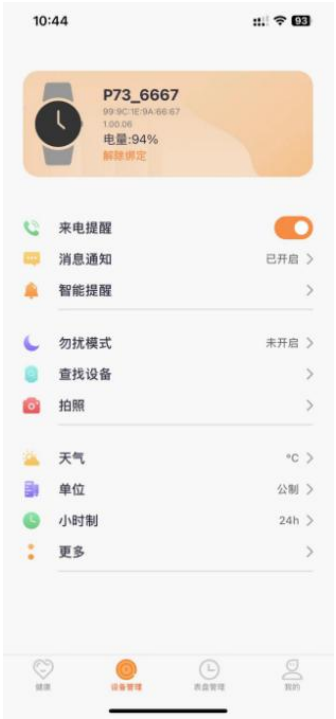 10:44
93
P73_6667
99:9C:1E:9A:66:67
1.00.06
电量:94%
解除绑定
来电提醒
消息通知 已开启
智能提醒
勿扰模式 未开启
查找设备
拍照
天气 °C
单位 公制
小时制 24h
更多
健康 设备管理 表盘管理 我的